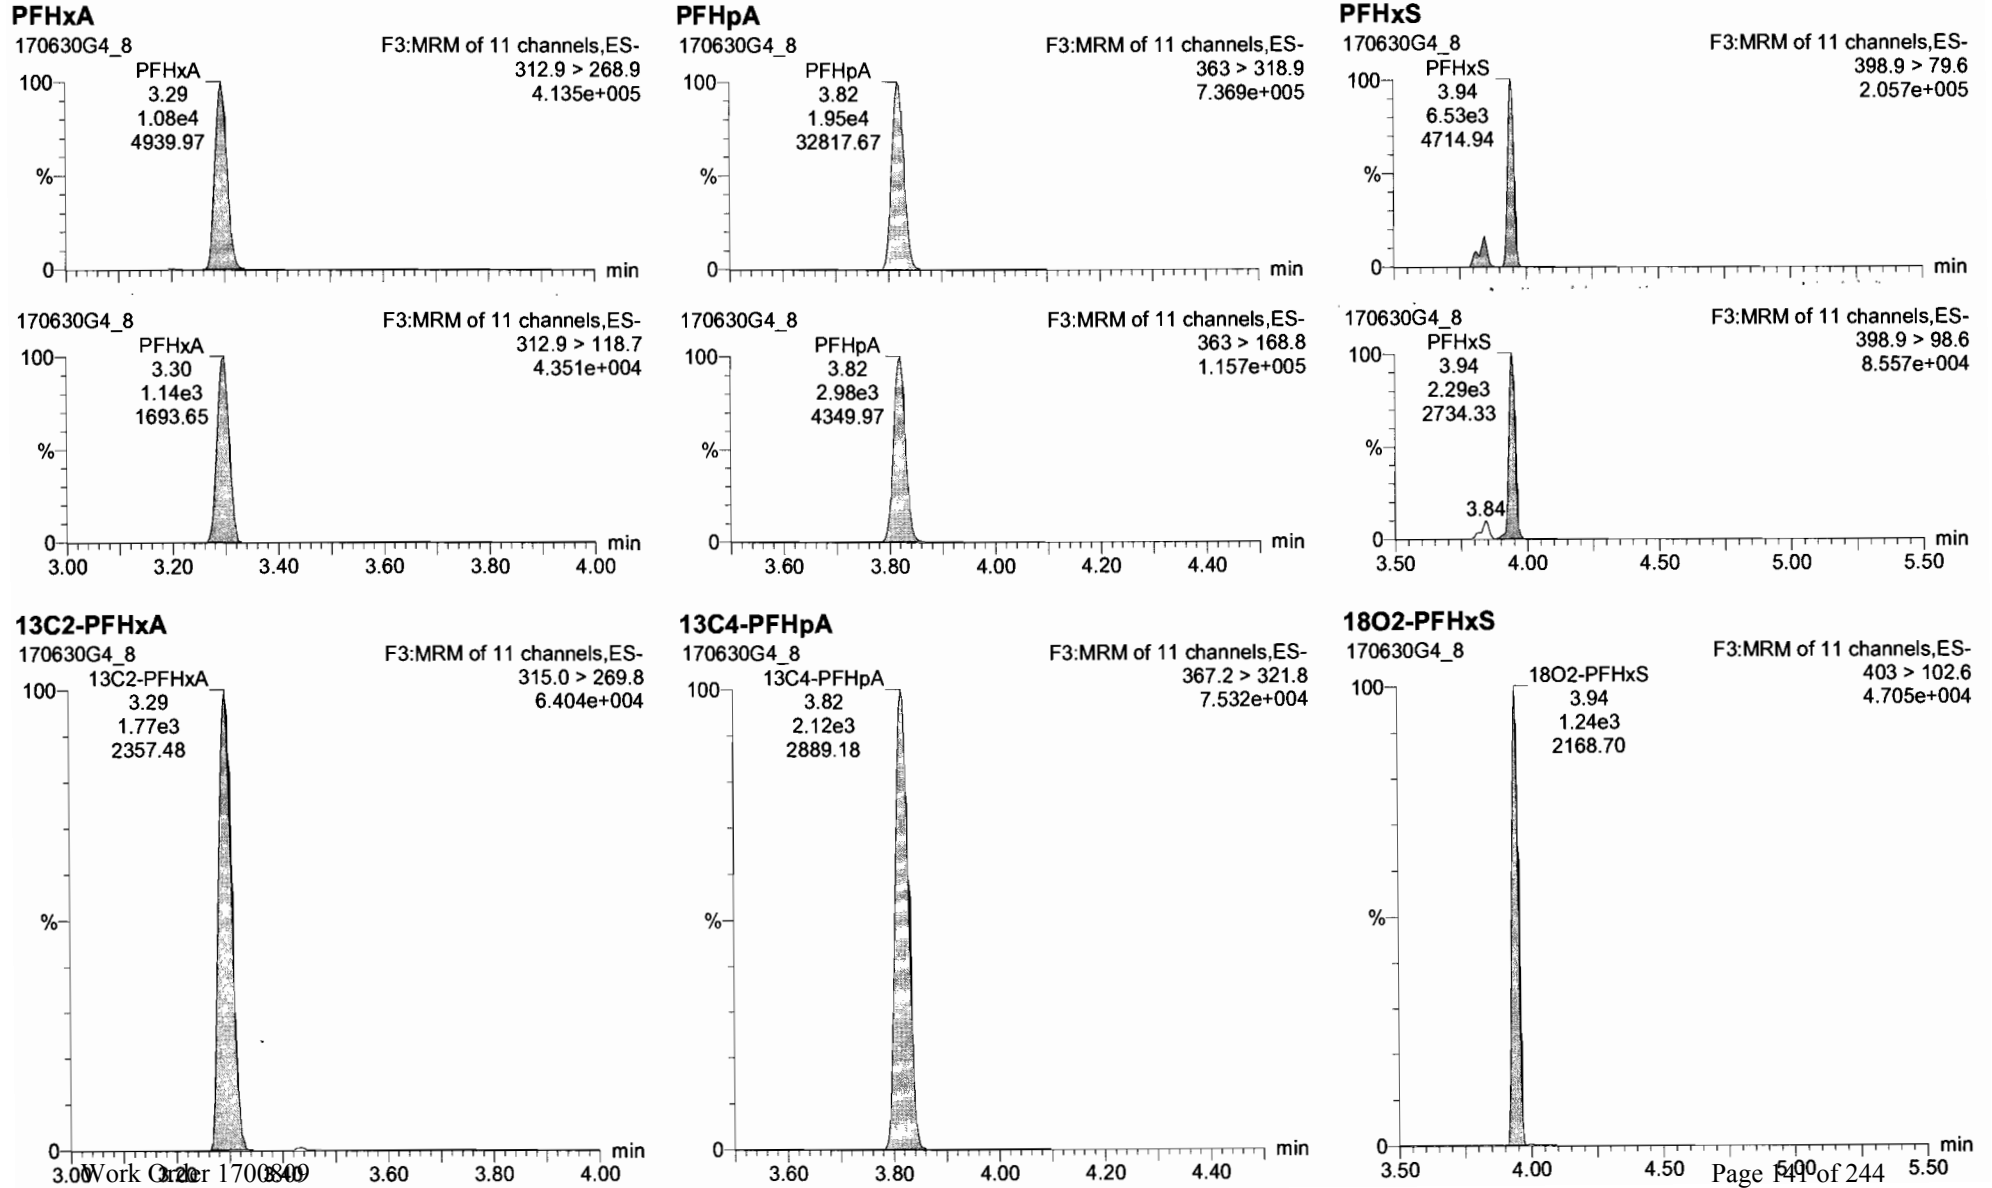 PFHxA
170630G4_8
F3:MRM of 11 channels,ES-
312.9 > 268.9
4.135e+005
PFHxA
3.29
1.08e4
4939.97
100
%
0
min
170630G4_8
F3:MRM of 11 channels,ES-
312.9 > 118.7
4.351e+004
PFHxA
3.30
1.14e3
1693.65
100
%
0
min
3.00 3.20 3.40 3.60 3.80 4.00
13C2-PFHxA
170630G4_8
F3:MRM of 11 channels,ES-
315.0 > 269.8
6.404e+004
13C2-PFHxA
3.29
1.77e3
2357.48
100
%
0
min
3.00 3.20 3.40 3.60 3.80 4.00
PFHpA
170630G4_8
F3:MRM of 11 channels,ES-
363 > 318.9
7.369e+005
PFHpA
3.82
1.95e4
32817.67
100
%
0
min
170630G4_8
F3:MRM of 11 channels,ES-
363 > 168.8
1.157e+005
PFHpA
3.82
2.98e3
4349.97
100
%
0
min
3.60 3.80 4.00 4.20 4.40
13C4-PFHpA
170630G4_8
F3:MRM of 11 channels,ES-
367.2 > 321.8
7.532e+004
13C4-PFHpA
3.82
2.12e3
2889.18
100
%
0
min
3.60 3.80 4.00 4.20 4.40
PFHxS
170630G4_8
F3:MRM of 11 channels,ES-
398.9 > 79.6
2.057e+005
PFHxS
3.94
6.53e3
4714.94
100
%
0
min
170630G4_8
F3:MRM of 11 channels,ES-
398.9 > 98.6
8.557e+004
PFHxS
3.94
2.29e3
2734.33
100
%
3.84
0
min
3.50 4.00 4.50 5.00 5.50
18O2-PFHxS
170630G4_8
F3:MRM of 11 channels,ES-
403 > 102.6
4.705e+004
18O2-PFHxS
3.94
1.24e3
2168.70
100
%
0
min
3.50 4.00 4.50 5.00 5.50
Work Order 1700809
Page 141 of 244